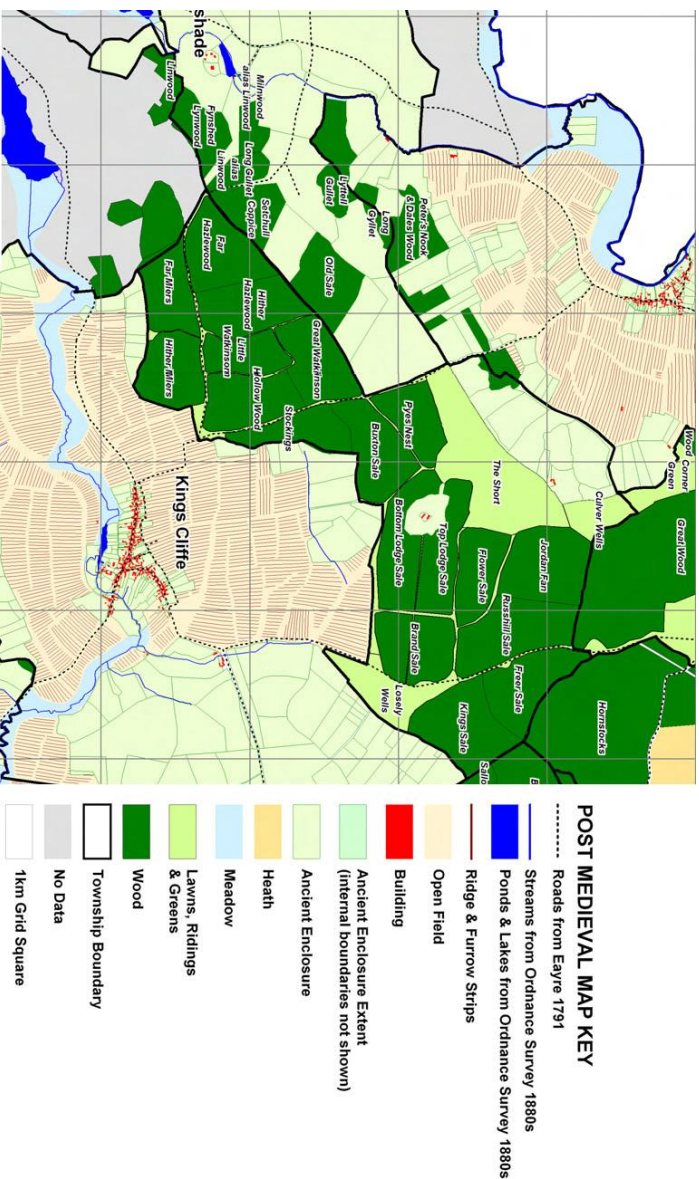 Wood Corner
Green
Great Wood
Hornstocks
Culver Wells
Jordan Fan
B
Freer Sale
Russhill Sale
The Short
Flower Sale
Sallo
Kings Sale
Top Lodge Sale
Peter's Nook
& Dales Wood
Brand Sale
Pyes Nest
Bottom Lodge Sale
Losely
Wells
Long
Gyllet
Buxton Sale
Lyttell
Gullet
Old Sale
Great Watkinson
Stockings
Setchull
Coppice
Milnwood
alias Linwood
Long Gullet
Hither
Hazlewood
Hollow Wood
Little
Watkinsom
alias
Linwood
Fynshed
Lynwood
Far
Hazlewood
shade
Kings Cliffe
Linwood
Far Miers
Hither Miers
POST MEDIEVAL MAP KEY
Roads from Eayre 1791
Streams from Ordnance Survey 1880s
Ponds & Lakes from Ordnance Survey 1880s
Ridge & Furrow Strips
Open Field
Building
Ancient Enclosure Extent
(internal boundaries not shown)
Ancient Enclosure
Heath
Meadow
Lawns, Ridings
& Greens
Wood
Township Boundary
No Data
1km Grid Square